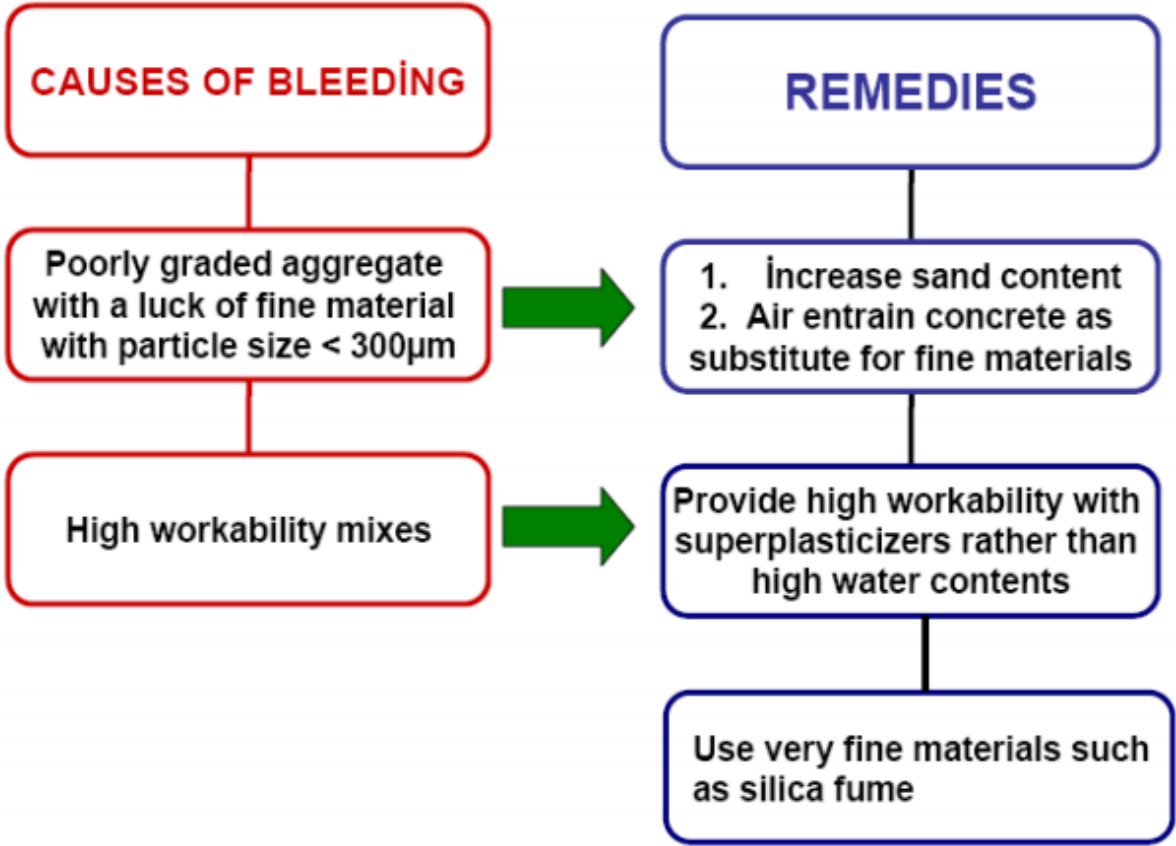 CAUSES OF BLEEDİNG
Poorly graded aggregate
with a luck of fine material
with particle size < 300μm
High workability mixes
REMEDIES
1. İncrease sand content
2. Air entrain concrete as
substitute for fine materials
Provide high workability with
superplasticizers rather than
high water contents
Use very fine materials such
as silica fume